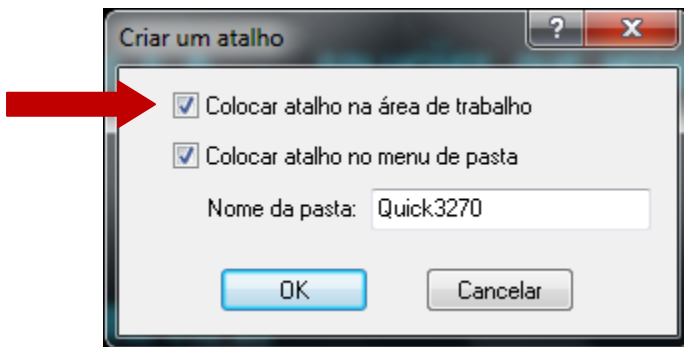 Criar um atalho
Colocar atalho na área de trabalho
Colocar atalho no menu de pasta
Nome da pasta: Quick3270
OK Cancelar